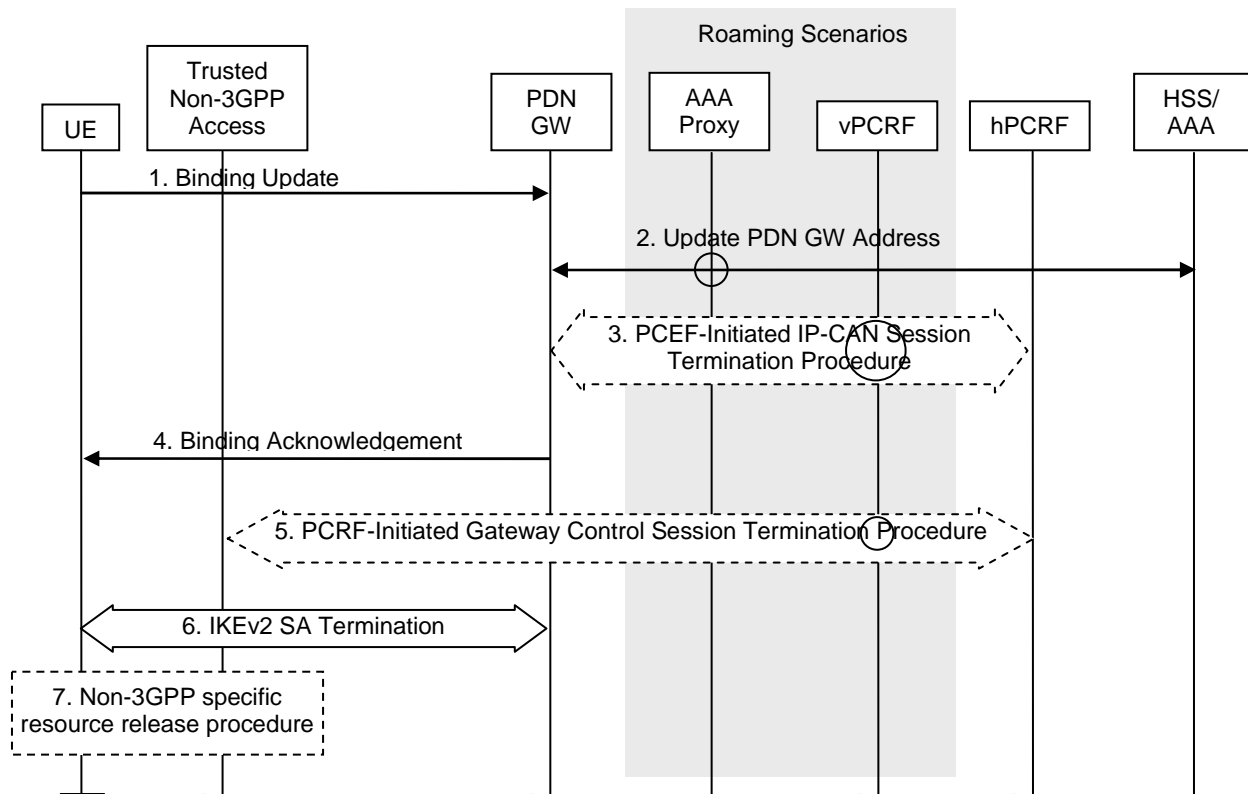 Roaming Scenarios
UE
Trusted
Non-3GPP
Access
PDN
GW
AAA
Proxy
vPCRF
hPCRF
HSS/
AAA
1. Binding Update
2. Update PDN GW Address
3. PCEF-Initiated IP-CAN Session
Termination Procedure
4. Binding Acknowledgement
5. PCRF-Initiated Gateway Control Session Termination Procedure
6. IKEv2 SA Termination
7. Non-3GPP specific
resource release procedure